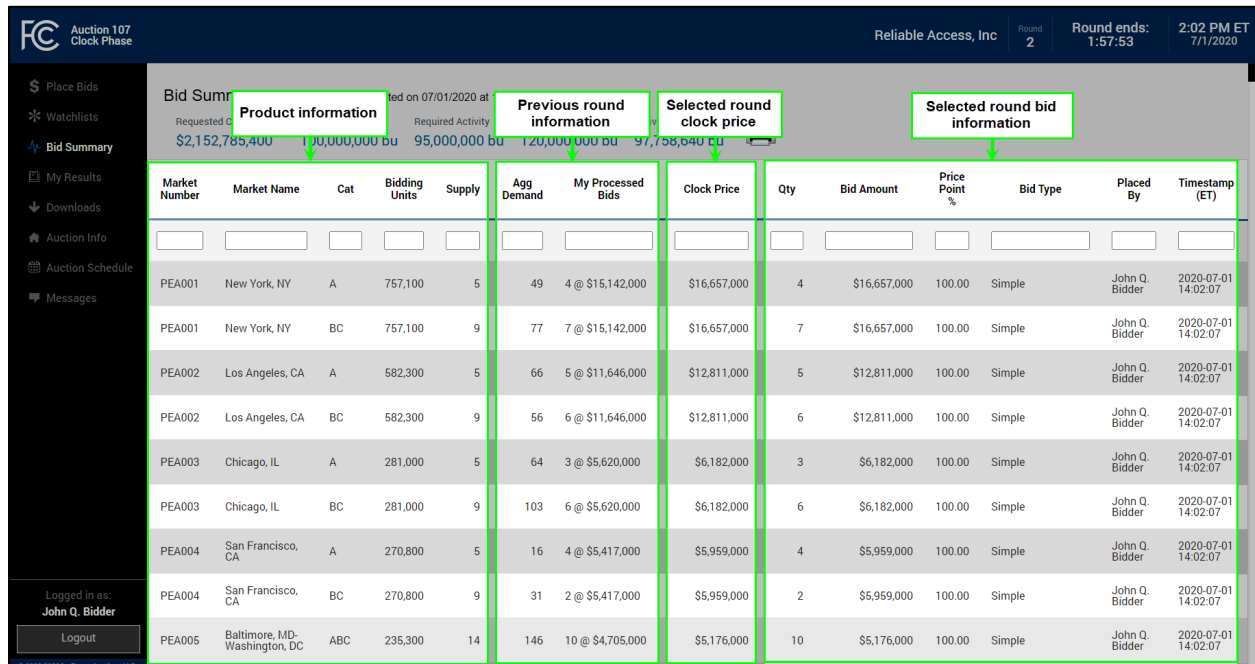 FCC Auction 107
Clock Phase
Reliable Access, Inc
Round
2
Round ends:
1:57:53
2:02 PM ET
7/1/2020
Place Bids
Watchlists
Bid Summary
My Results
Downloads
Auction Info
Auction Schedule
Messages
Logged in as:
John Q. Bidder
Logout
Bid Sum
ted on 07/01/2020 at
Product information
Previous round
information
Selected round
clock price
Selected round bid
information
Requested
Required Activity
$2,152,785,400 100,000,000 bu 95,000,000 bu 120,000,000 bu 97,758,640 bu
Market
Number
Market Name
Cat
Bidding
Units
Supply
Agg
Demand
My Processed
Bids
Clock Price
Qty
Bid Amount
Price
Point
%
Bid Type
Placed
By
Timestamp
(ET)
PEA001 New York, NY A 757,100 5 49 4 @ $15,142,000 $16,657,000 4 $16,657,000 100.00 Simple John Q. Bidder 2020-07-01 14:02:07
PEA001 New York, NY BC 757,100 9 77 7 @ $15,142,000 $16,657,000 7 $16,657,000 100.00 Simple John Q. Bidder 2020-07-01 14:02:07
PEA002 Los Angeles, CA A 582,300 5 66 5 @ $11,646,000 $12,811,000 5 $12,811,000 100.00 Simple John Q. Bidder 2020-07-01 14:02:07
PEA002 Los Angeles, CA BC 582,300 9 56 6 @ $11,646,000 $12,811,000 6 $12,811,000 100.00 Simple John Q. Bidder 2020-07-01 14:02:07
PEA003 Chicago, IL A 281,000 5 64 3 @ $5,620,000 $6,182,000 3 $6,182,000 100.00 Simple John Q. Bidder 2020-07-01 14:02:07
PEA003 Chicago, IL BC 281,000 9 103 6 @ $5,620,000 $6,182,000 6 $6,182,000 100.00 Simple John Q. Bidder 2020-07-01 14:02:07
PEA004 San Francisco, CA A 270,800 5 16 4 @ $5,417,000 $5,959,000 4 $5,959,000 100.00 Simple John Q. Bidder 2020-07-01 14:02:07
PEA004 San Francisco, CA BC 270,800 9 31 2 @ $5,417,000 $5,959,000 2 $5,959,000 100.00 Simple John Q. Bidder 2020-07-01 14:02:07
PEA005 Baltimore, MD-Washington, DC ABC 235,300 14 146 10 @ $4,705,000 $5,176,000 10 $5,176,000 100.00 Simple John Q. Bidder 2020-07-01 14:02:07